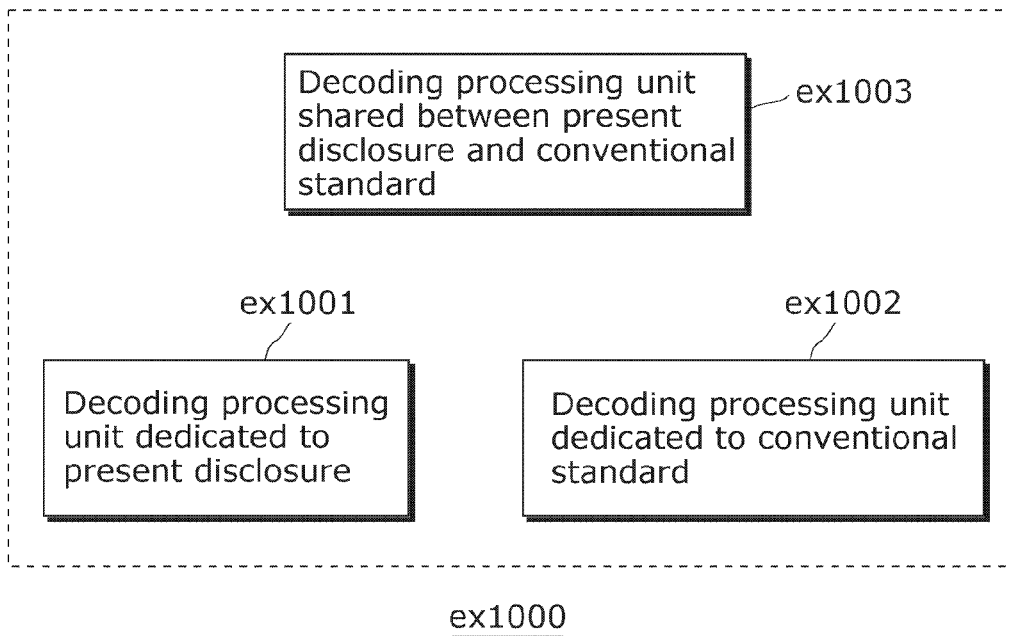 Decoding processing unit
shared between present
disclosure and conventional
standard
ex1003
ex1001
ex1002
Decoding processing
unit dedicated to
present disclosure
Decoding processing unit
dedicated to conventional
standard
ex1000